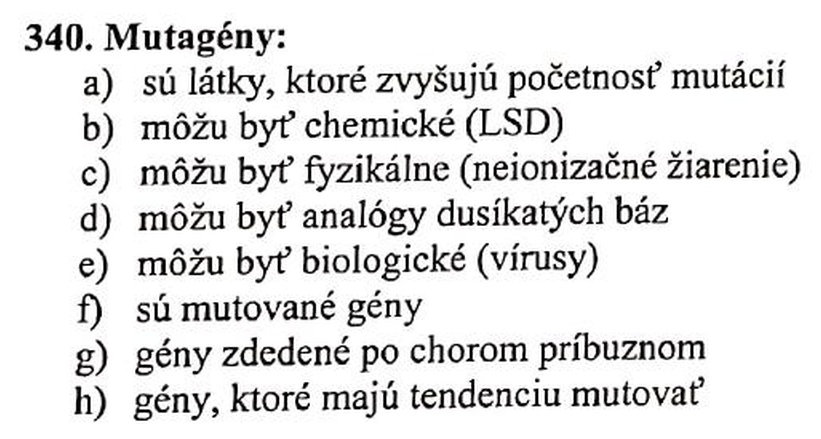 340. Mutagény:
a) sú látky, ktoré zvyšujú početnosť mutácií
b) môžu byť chemické (LSD)
c) môžu byť fyzikálne (neionizačné žiarenie)
d) môžu byť analógy dusíkatých báz
e) môžu byť biologické (vírusy)
f) sú mutované gény
g) gény zdedené po chorom príbuznom
h) gény, ktoré majú tendenciu mutovať